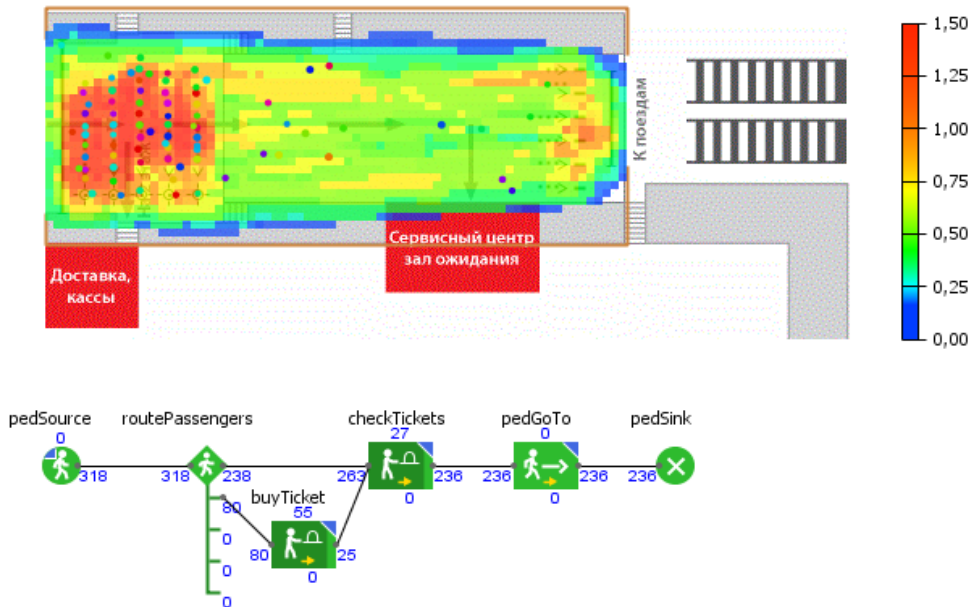 1,50
1,25
1,00
0,75
0,50
0,25
0,00
К поездам
Доставка,
кассы
Сервисный центр
зал ожидания
pedSource
routePassengers
checkTickets
pedGoTo
pedSink
0
27
0
318
318
238
263
236
236
236
236
0
0
80
buyTicket
55
80
25
0
0
0
0